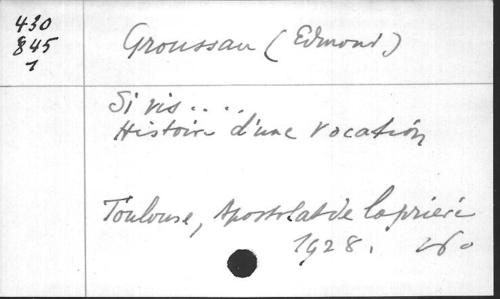 430
845
1
Groussau (Edmond)
Si vis....
Histoire d'une vocation
Toulouse, Apostolat de la prière
1928.